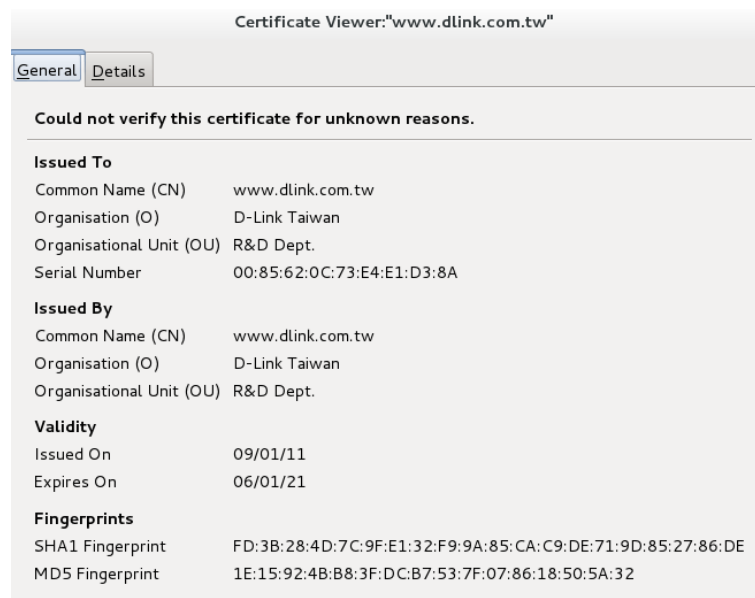 Certificate Viewer:"www.dlink.com.tw"
General Details
Could not verify this certificate for unknown reasons.
Issued To
Common Name (CN) www.dlink.com.tw
Organisation (O) D-Link Taiwan
Organisational Unit (OU) R&D Dept.
Serial Number 00:85:62:0C:73:E4:E1:D3:8A
Issued By
Common Name (CN) www.dlink.com.tw
Organisation (O) D-Link Taiwan
Organisational Unit (OU) R&D Dept.
Validity
Issued On 09/01/11
Expires On 06/01/21
Fingerprints
SHA1 Fingerprint FD:3B:28:4D:7C:9F:E1:32:F9:9A:85:CA:C9:DE:71:9D:85:27:86:DE
MD5 Fingerprint 1E:15:92:4B:B8:3F:DC:B7:53:7F:07:86:18:50:5A:32